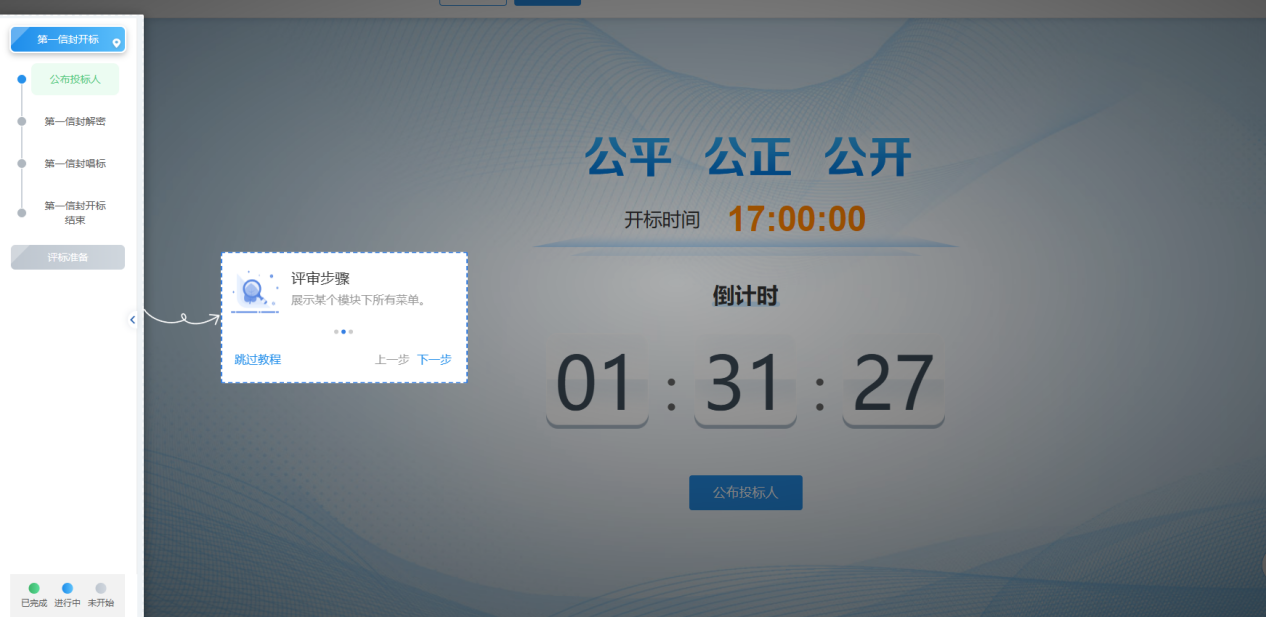 第一信封开标
公布投标人
第一信封解密
第一信封唱标
第一信封开标
结束
评标准备
已完成 进行中 未开始
评审步骤
展示某个模块下所有菜单。
跳过教程 上一步 下一步
公平 公正 公开
开标时间 17:00:00
倒计时
01 : 31 : 27
公布投标人